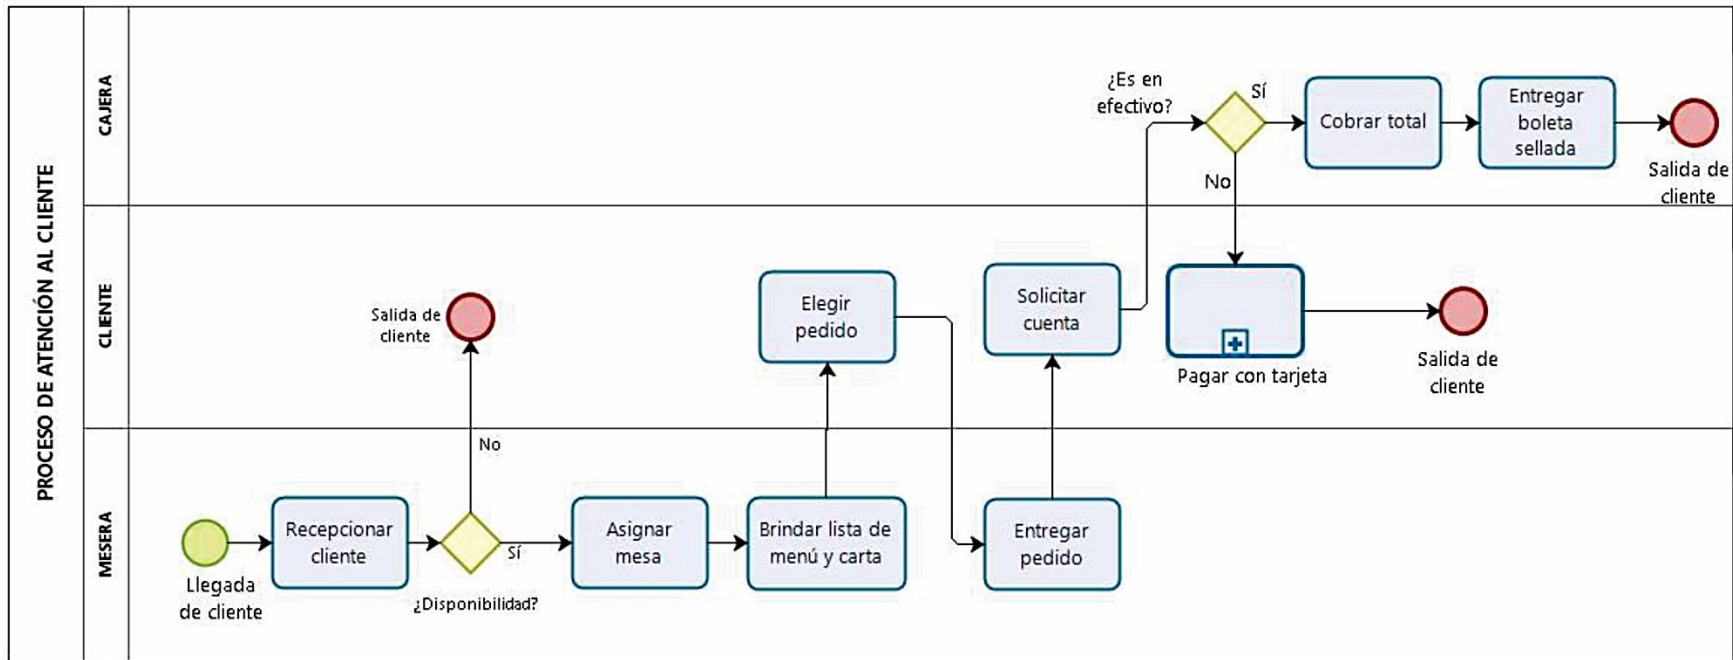 PROCESO DE ATENCIÓN AL CLIENTE
CAJERA
¿Es en
efectivo?
Sí
No
Cobrar total
Entregar
boleta
sellada
Salida de
cliente
CLIENTE
Salida de
cliente
Elegir
pedido
Solicitar
cuenta
Pagar con tarjeta
Salida de
cliente
MESERA
Llegada
de cliente
Recepcionar
cliente
No
Sí
¿Disponibilidad?
Asignar
mesa
Brindar lista de
menú y carta
Entregar
pedido